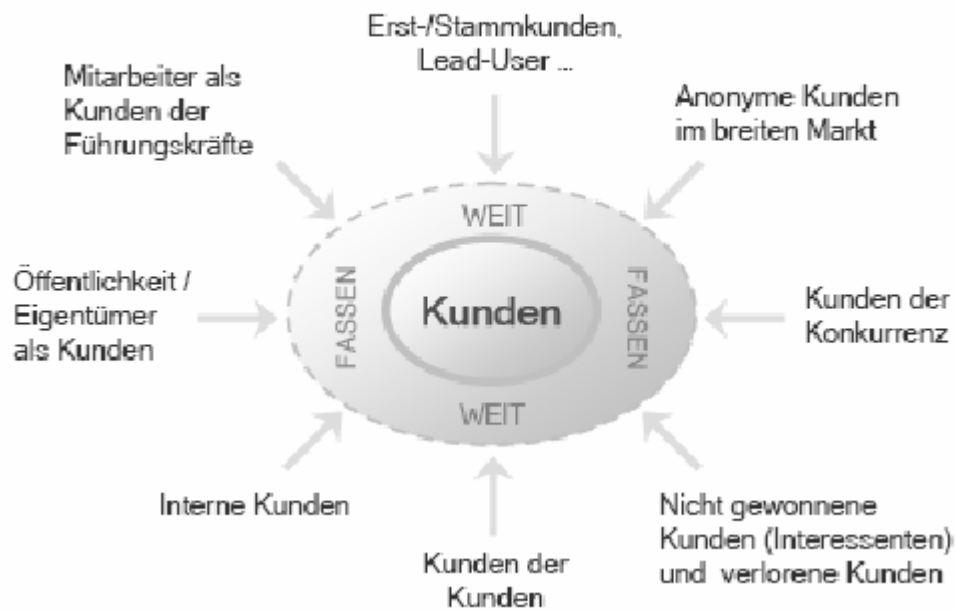 Erst-/Stammkunden,
Lead-User ...
Mitarbeiter als
Kunden der
Führungskräfte
Anonyme Kunden
im breiten Markt
WEIT
Öffentlichkeit /
Eigentümer
als Kunden
FASSEN
Kunden
FASSEN
Kunden der
Konkurrenz
WEIT
Interne Kunden
Kunden der
Kunden
Nicht gewonnene
Kunden (Interessenten)
und verlorene Kunden